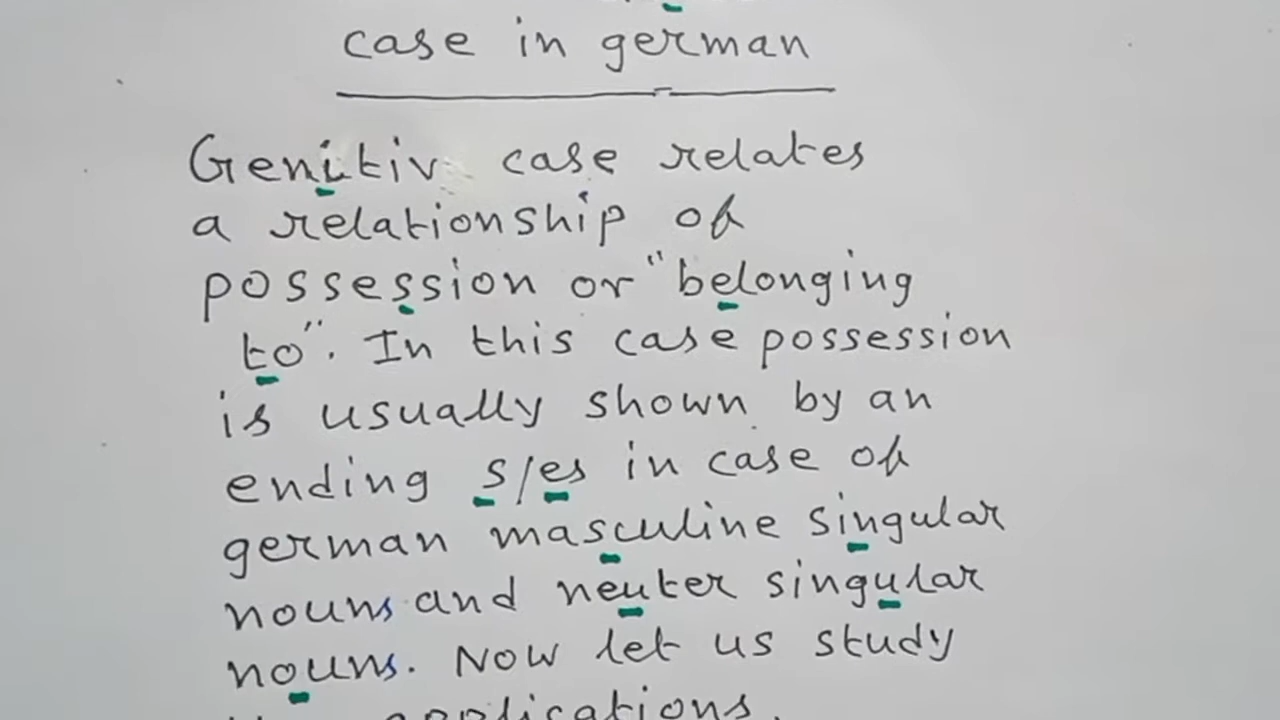 case in german
Genitiv case relates
a relationship of
possession or "belonging
to". In this case possession
is usually shown by an
ending s/es in case of
german masculine singular
nouns and neuter singular
nouns. Now let us study
applications.